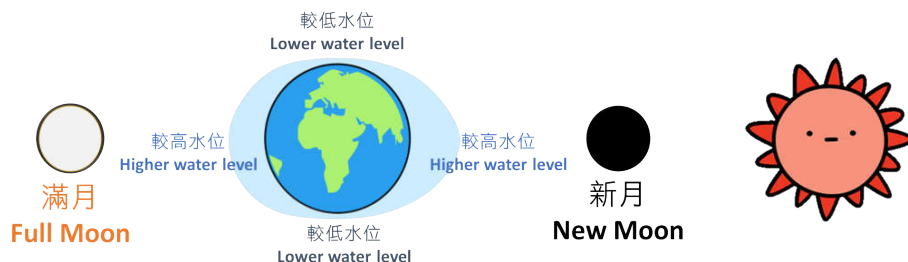 較低水位
Lower water level
較高水位
Higher water level
較高水位
Higher water level
滿月
Full Moon
新月
New Moon
較低水位
Lower water level